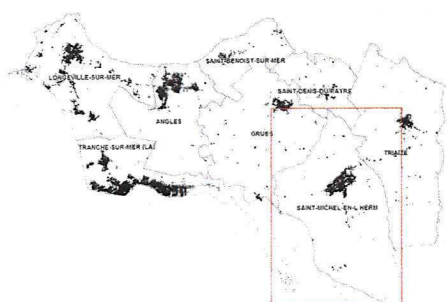 SAINT-BENOIST-SUR-MER
LONGEVILLE-SUR-MER
SAINT-DENIS-DU-PAYRE
ANGLES
GRUES
TRANCHE-SUR-MER (LA)
TRIAIZE
SAINT-MICHEL-EN-L'HERM